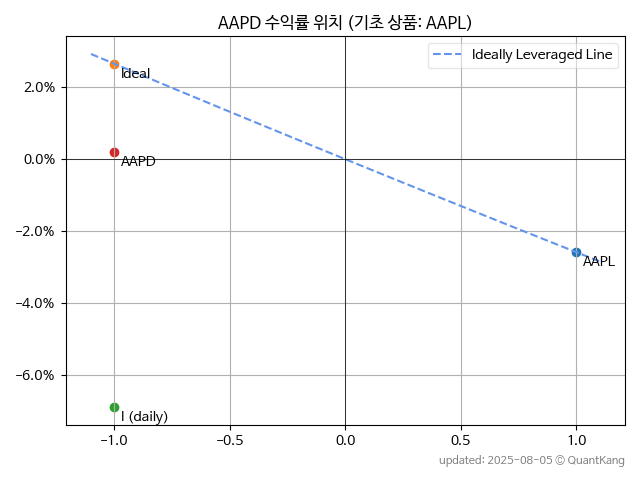 AAPD 수익률 위치 (기초 상품: AAPL)
Ideally Leveraged Line
2.0%
0.0%
−2.0%
−4.0%
−6.0%
Ideal
AAPD
AAPL
I (daily)
−1.0
−0.5
0.0
0.5
1.0
updated: 2025-08-05 © QuantKang